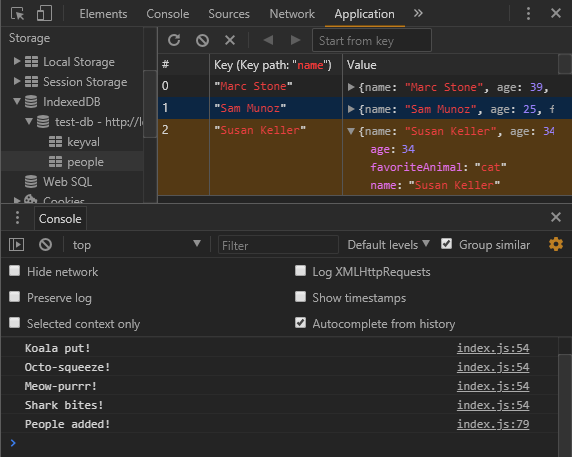 Elements Console Sources Network Application »
Storage
Start from key
Local Storage
Session Storage
IndexedDB
test-db - http://l
keyval
people
Web SQL
Cookies
# Key (Key path: "name") Value
0 "Marc Stone" {name: "Marc Stone", age: 39,
1 "Sam Munoz" {name: "Sam Munoz", age: 25, f
2 "Susan Keller" {name: "Susan Keller", age: 34
age: 34
favoriteAnimal: "cat"
name: "Susan Keller"
Console
top Filter Default levels Group similar
Hide network Log XMLHttpRequests
Preserve log Show timestamps
Selected context only Autocomplete from history
Koala put! index.js:54
Octo-squeeze! index.js:54
Meow-purrr! index.js:54
Shark bites! index.js:54
People added! index.js:79
>